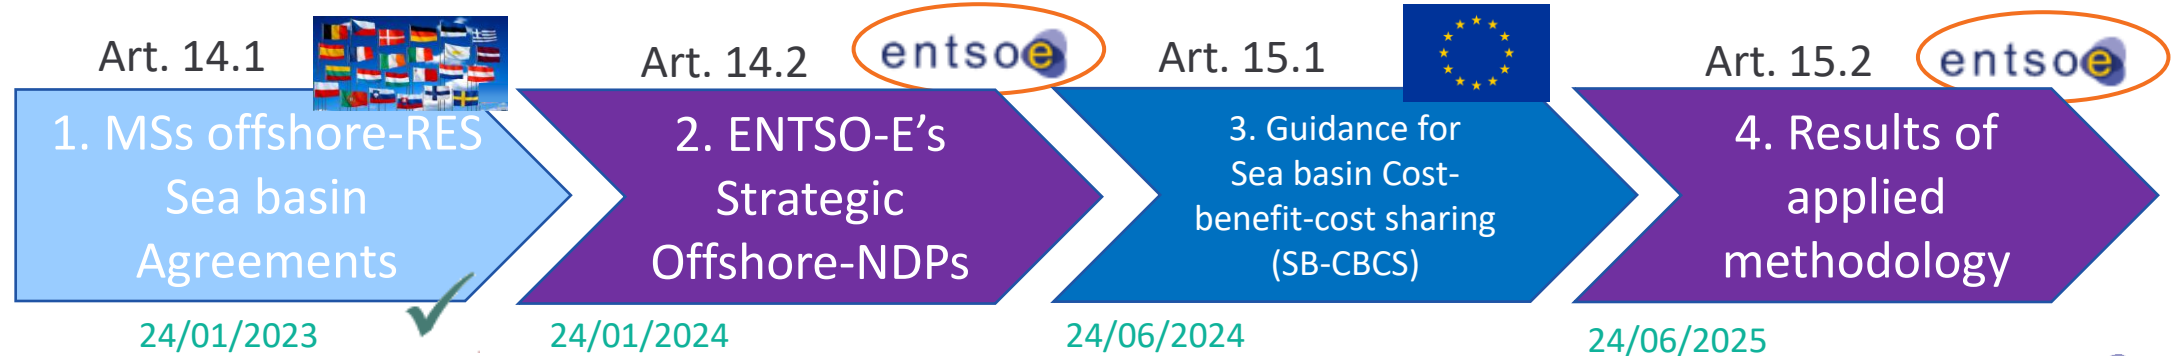 Art. 14.1
1. MSs offshore-RES
Sea basin
Agreements
24/01/2023
Art. 14.2
entsoe
2. ENTSO-E’s
Strategic
Offshore-NDPs
24/01/2024
Art. 15.1
3. Guidance for
Sea basin Cost-
benefit-cost sharing
(SB-CBCS)
24/06/2024
Art. 15.2
entsoe
4. Results of
applied
methodology
24/06/2025